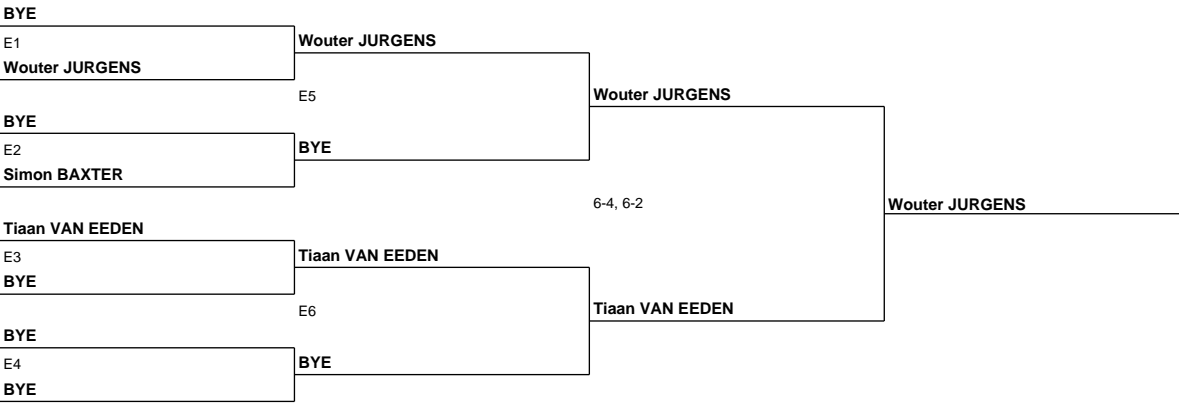 BYE
E1
Wouter JURGENS
BYE
E2
Simon BAXTER
Tiaan VAN EEDEN
E3
BYE
BYE
E4
BYE
Wouter JURGENS
E5
BYE
Tiaan VAN EEDEN
E6
BYE
Wouter JURGENS
6-4, 6-2
Tiaan VAN EEDEN
Wouter JURGENS